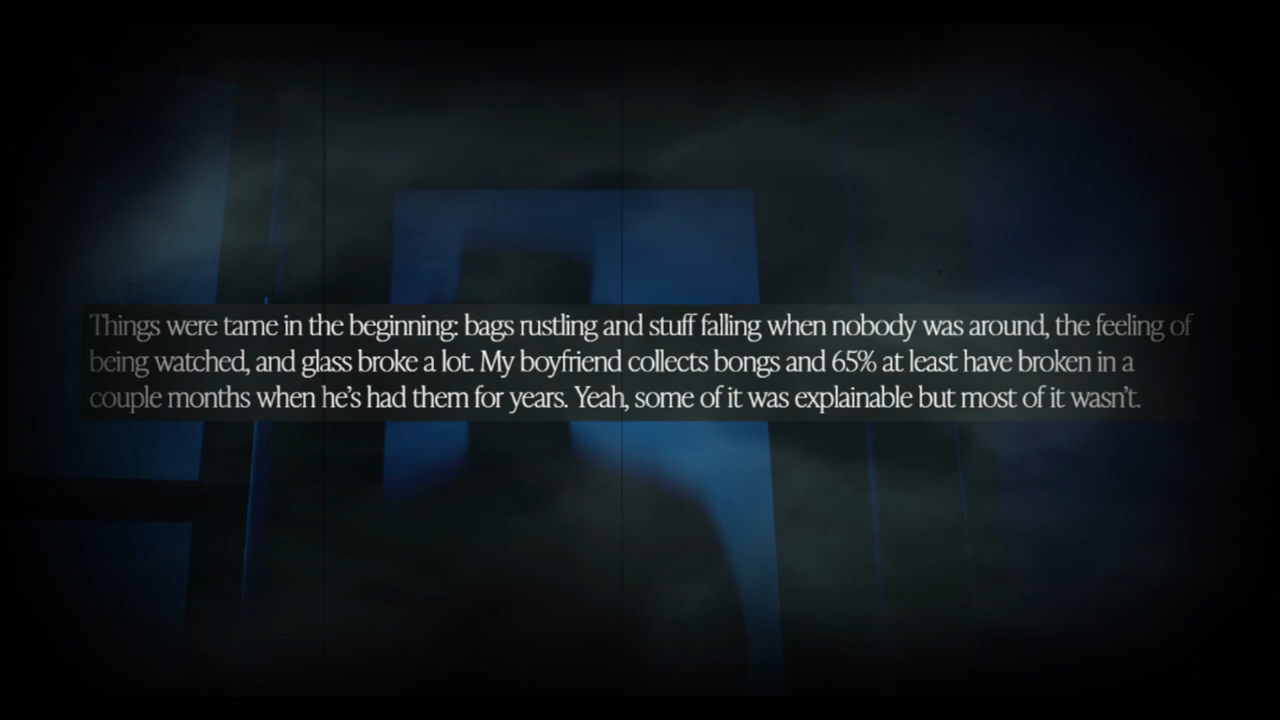 Things were tame in the beginning: bags rustling and stuff falling when nobody was around, the feeling of
being watched, and glass broke a lot. My boyfriend collects bongs and 65% at least have broken in a
couple months when he’s had them for years. Yeah, some of it was explainable but most of it wasn’t.